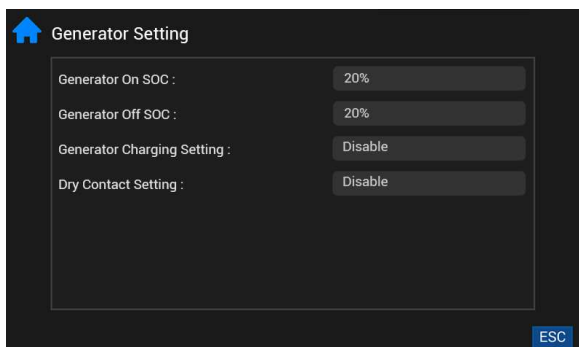 Generator Setting
Generator On SOC : 20%
Generator Off SOC : 20%
Generator Charging Setting : Disable
Dry Contact Setting : Disable
ESC